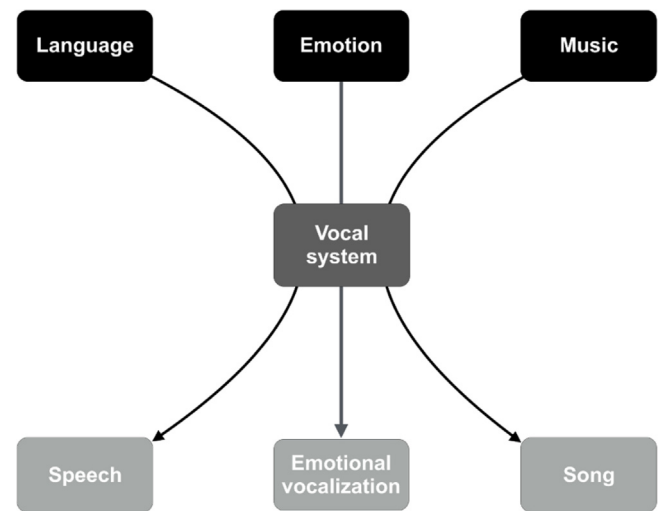 Language
Emotion
Music
Vocal
system
Speech
Emotional
vocalization
Song